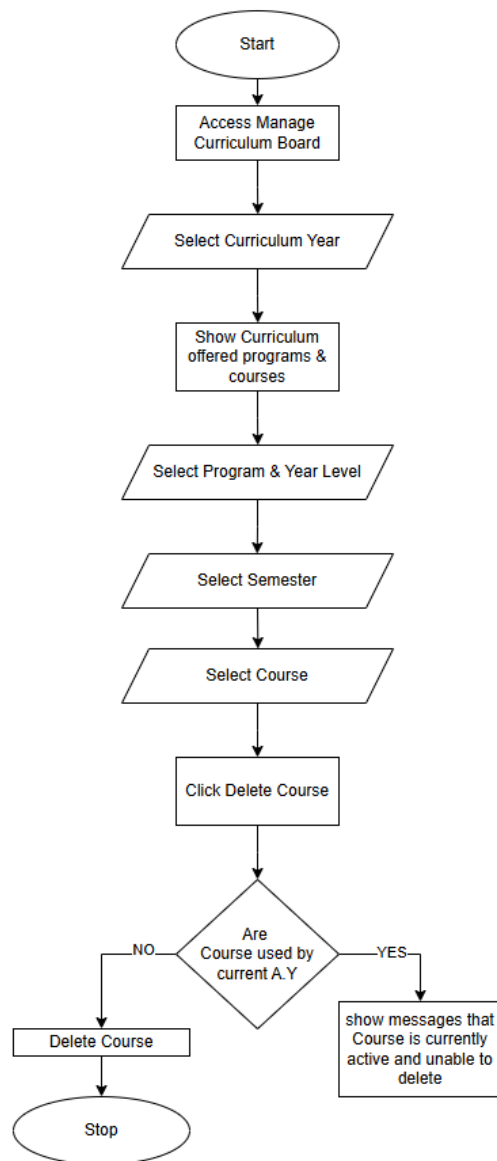 Start
Access Manage
Curriculum Board
Select Curriculum Year
Show Curriculum
offered programs &
courses
Select Program & Year Level
Select Semester
Select Course
Click Delete Course
Are
Course used by
current A.Y
NO
YES
Delete Course
show messages that
Course is currently
active and unable to
delete
Stop